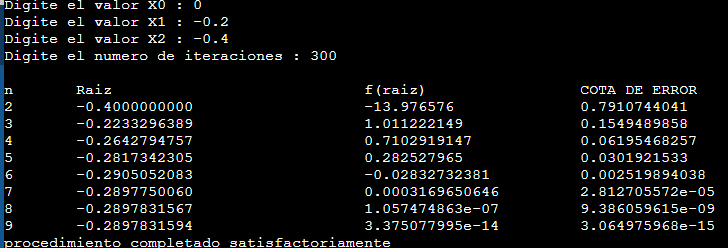 Digite el valor X0 : 0
Digite el valor X1 : -0.2
Digite el valor X2 : -0.4
Digite el numero de iteraciones : 300
n Raiz f(raiz) COTA DE ERROR
2 -0.4000000000 -13.976576 0.7910744041
3 -0.2233296389 1.011222149 0.1549489858
4 -0.2642794757 0.7102919147 0.06195468257
5 -0.2817342305 0.282527965 0.0301921533
6 -0.2905052083 -0.02832732381 0.002519894038
7 -0.2897750060 0.0003169650646 2.812705572e-05
8 -0.2897831567 1.057474863e-07 9.386059615e-09
9 -0.2897831594 3.375077995e-14 3.064975968e-15
procedimiento completado satisfactoriamente